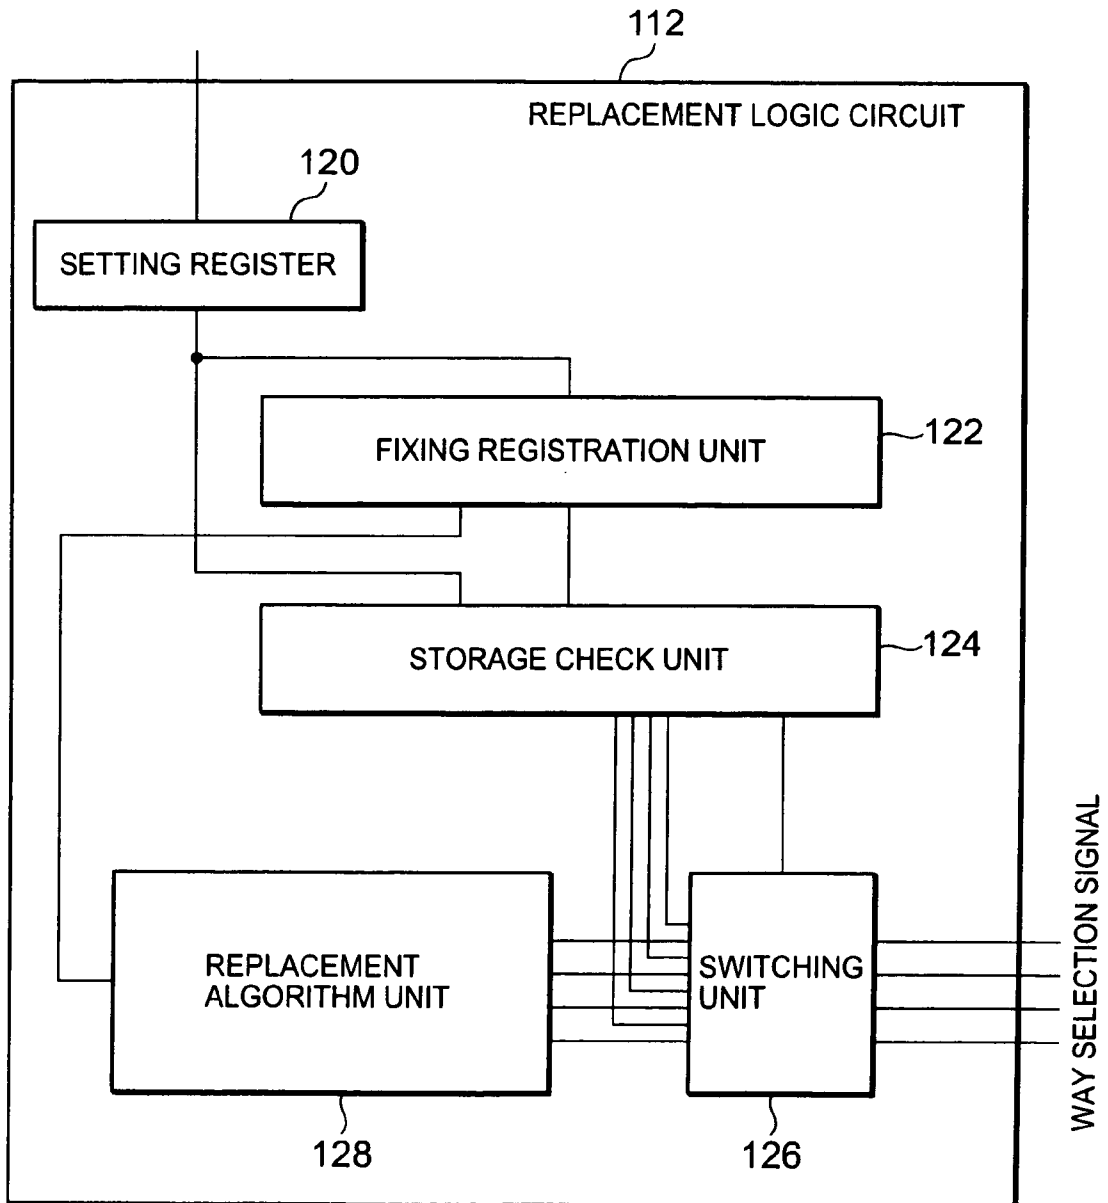 112
REPLACEMENT LOGIC CIRCUIT
120
SETTING REGISTER
FIXING REGISTRATION UNIT
122
STORAGE CHECK UNIT
124
REPLACEMENT
ALGORITHM UNIT
SWITCHING
UNIT
WAY SELECTION SIGNAL
128
126